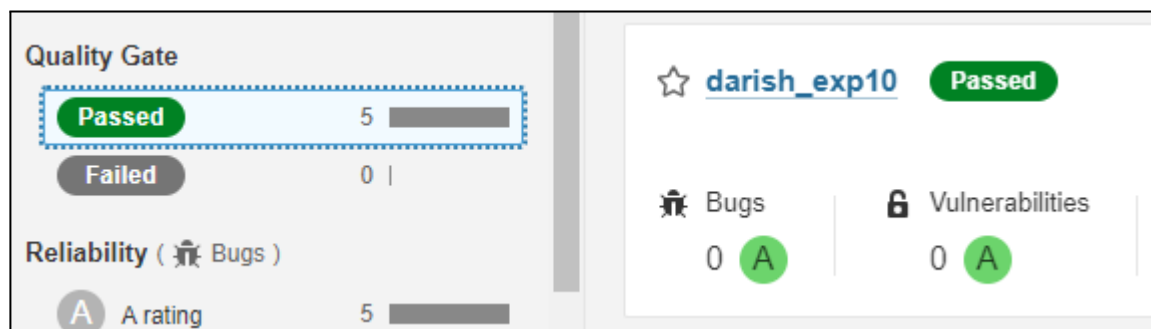 Quality Gate
Passed 5
Failed 0
Reliability ( Bugs )
A A rating 5
darish_exp10 Passed
Bugs Vulnerabilities
0 A 0 A